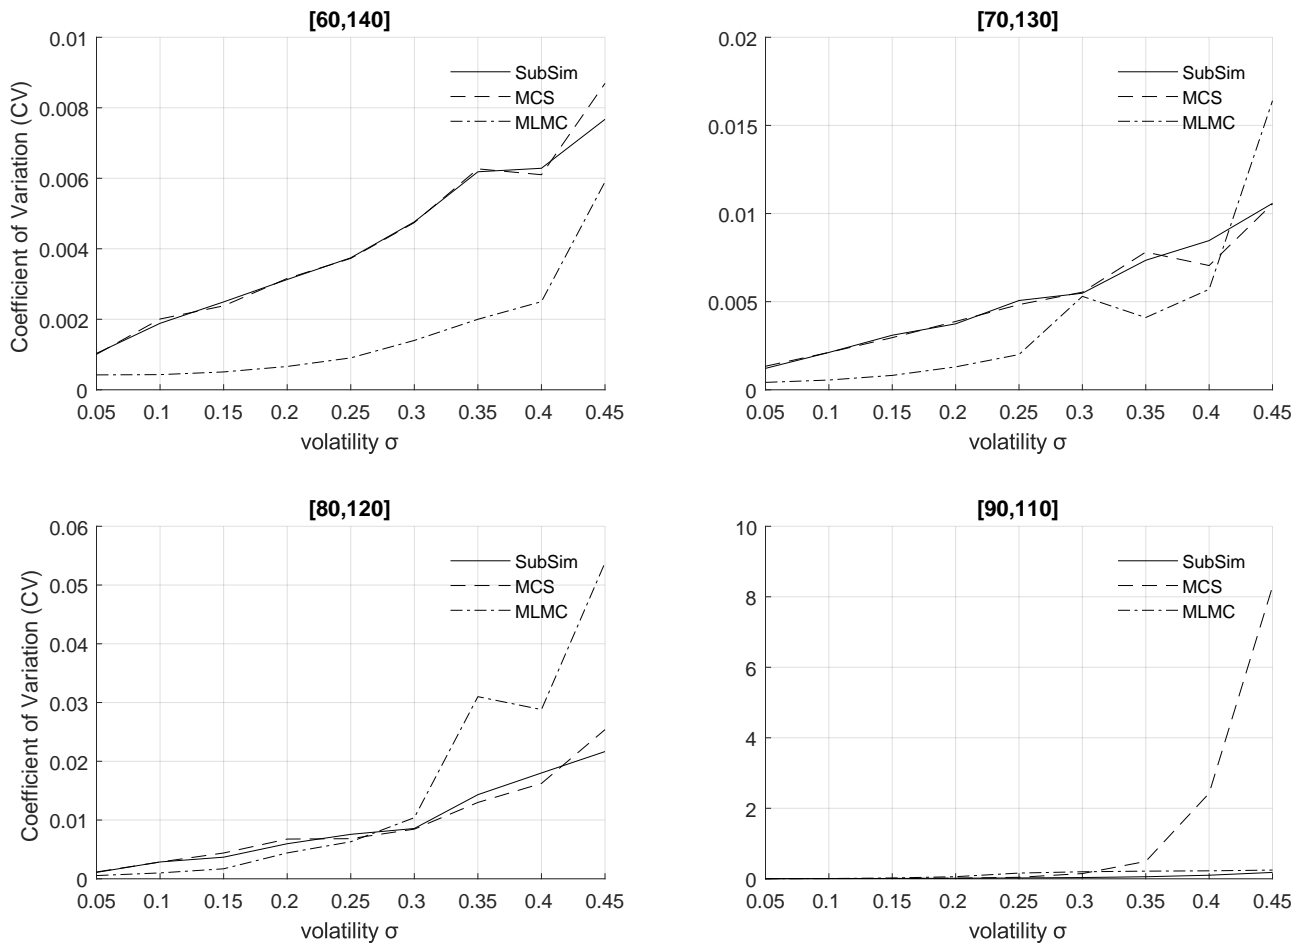 [60,140]
Coefficient of Variation (CV)
0.01
0.008
0.006
0.004
0.002
0
SubSim
MCS
MLMC
0.05 0.1 0.15 0.2 0.25 0.3 0.35 0.4 0.45
volatility σ
[70,130]
0.02
0.015
0.01
0.005
0
SubSim
MCS
MLMC
0.05 0.1 0.15 0.2 0.25 0.3 0.35 0.4 0.45
volatility σ
[80,120]
Coefficient of Variation (CV)
0.06
0.05
0.04
0.03
0.02
0.01
0
SubSim
MCS
MLMC
0.05 0.1 0.15 0.2 0.25 0.3 0.35 0.4 0.45
volatility σ
[90,110]
10
8
6
4
2
0
SubSim
MCS
MLMC
0.05 0.1 0.15 0.2 0.25 0.3 0.35 0.4 0.45
volatility σ